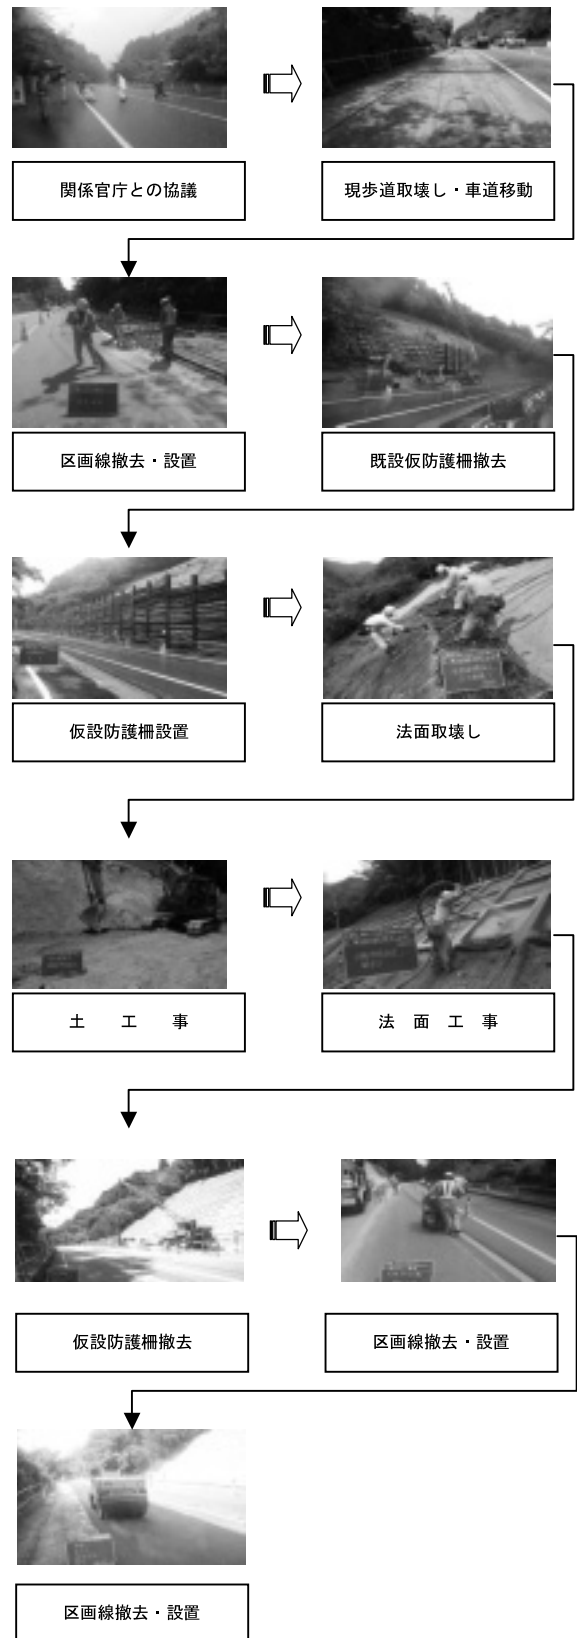 関係官庁との協議
現歩道取壊し・車道移動
区画線撤去・設置
既設仮防護柵撤去
仮設防護柵設置
法面取壊し
土　工　事
法　面　工　事
仮設防護柵撤去
区画線撤去・設置
区画線撤去・設置